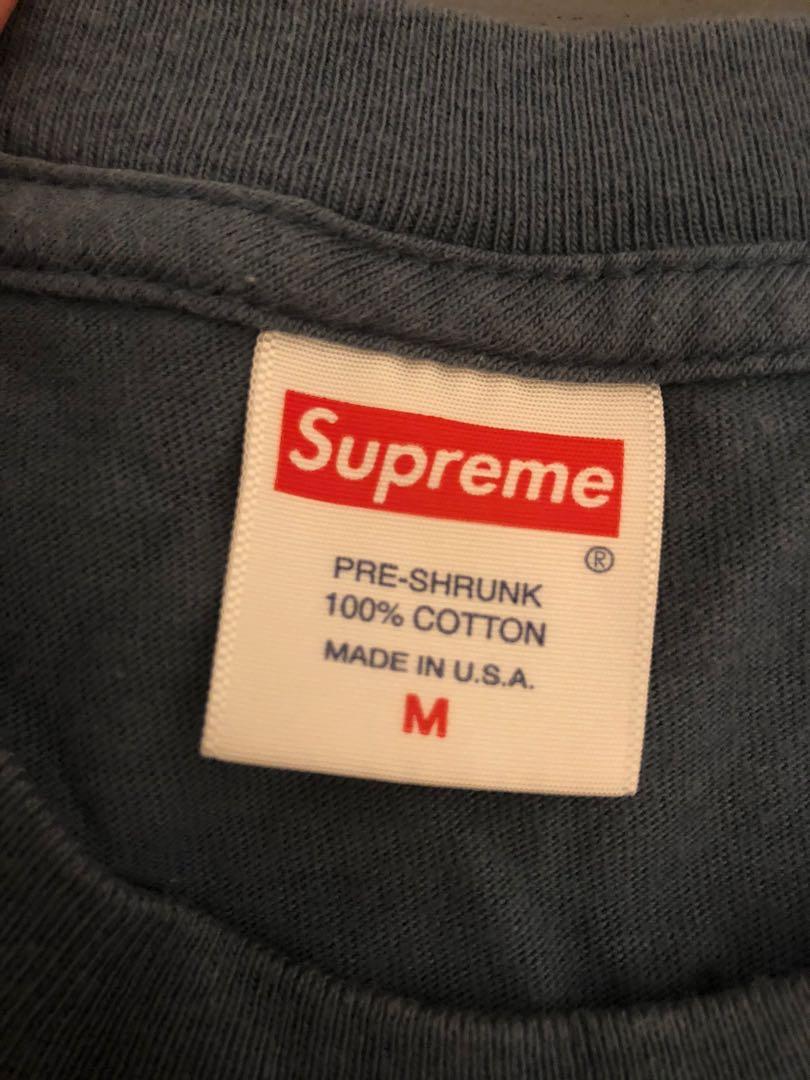 Supreme
®
PRE-SHRUNK
100% COTTON
MADE IN U.S.A.
M